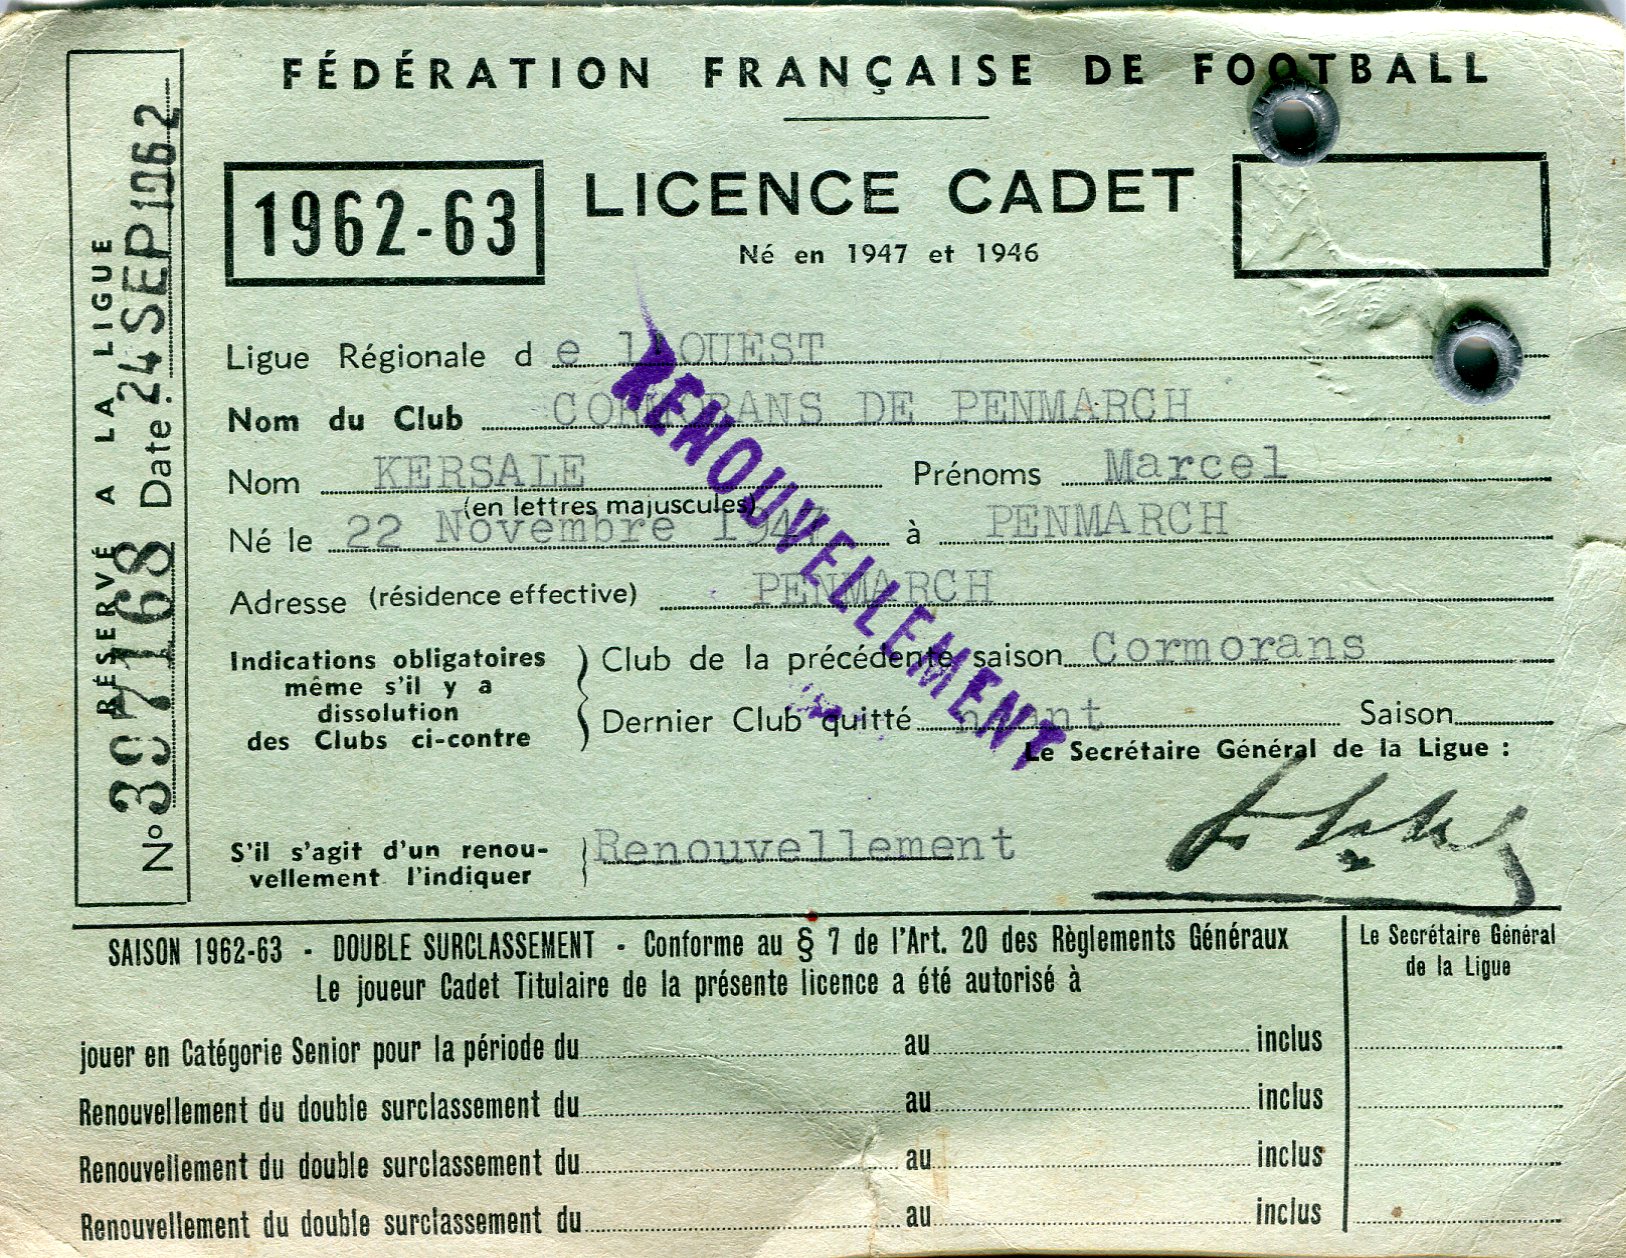 FÉDÉRATION FRANÇAISE DE FOOTBALL
1962-63
LICENCE CADET
Né en 1947 et 1946
RÉSERVÉ A LA LIGUE
N° 397168 Date 24 SEP 1962
Ligue Régionale de l'OUEST
Nom du Club CORMORANS DE PENMARCH
Nom KERSALE Prénoms Marcel
(en lettres majuscules)
Né le 22 Novembre 1947 à PENMARCH
Adresse (résidence effective) PENMARCH
RENOUVELLEMENT
Indications obligatoires
même s'il y a
dissolution
des Clubs ci-contre
Club de la précédente saison Cormorans
Dernier Club quitté néant Saison
Le Secrétaire Général de la Ligue :
S'il s'agit d'un renou-
vellement l'indiquer
Renouvellement
SAISON 1962-63 - DOUBLE SURCLASSEMENT - Conforme au § 7 de l'Art. 20 des Règlements Généraux
Le joueur Cadet Titulaire de la présente licence a été autorisé à
Le Secrétaire Général
de la Ligue
jouer en Catégorie Senior pour la période du au inclus
Renouvellement du double surclassement du au inclus
Renouvellement du double surclassement du au inclus
Renouvellement du double surclassement du au inclus